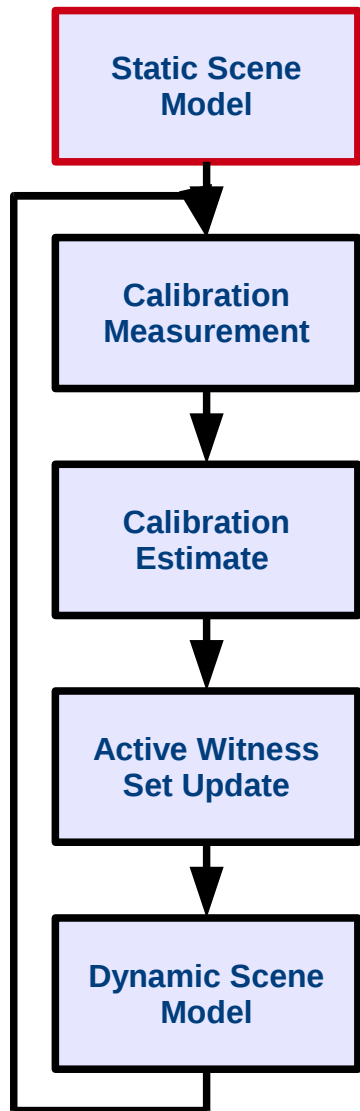 Static Scene
Model
Calibration
Measurement
Calibration
Estimate
Active Witness
Set Update
Dynamic Scene
Model